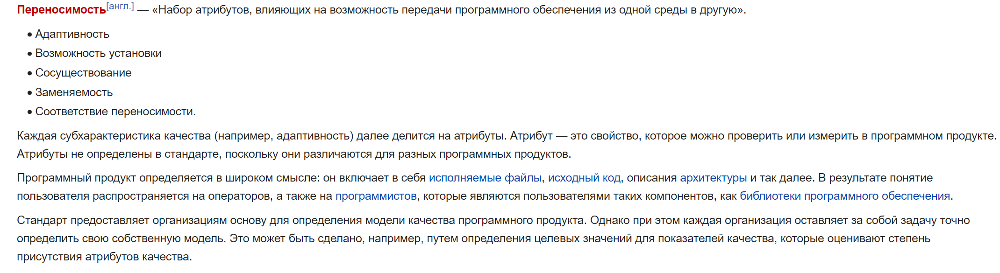 Переносимость[англ.] — «Набор атрибутов, влияющих на возможность передачи программного обеспечения из одной среды в другую».
• Адаптивность
• Возможность установки
• Сосуществование
• Заменяемость
• Соответствие переносимости.
Каждая субхарактеристика качества (например, адаптивность) далее делится на атрибуты. Атрибут — это свойство, которое можно проверить или измерить в программном продукте.
Атрибуты не определены в стандарте, поскольку они различаются для разных программных продуктов.
Программный продукт определяется в широком смысле: он включает в себя исполняемые файлы, исходный код, описания архитектуры и так далее. В результате понятие
пользователя распространяется на операторов, а также на программистов, которые являются пользователями таких компонентов, как библиотеки программного обеспечения.
Стандарт предоставляет организациям основу для определения модели качества программного продукта. Однако при этом каждая организация оставляет за собой задачу точно
определить свою собственную модель. Это может быть сделано, например, путем определения целевых значений для показателей качества, которые оценивают степень
присутствия атрибутов качества.